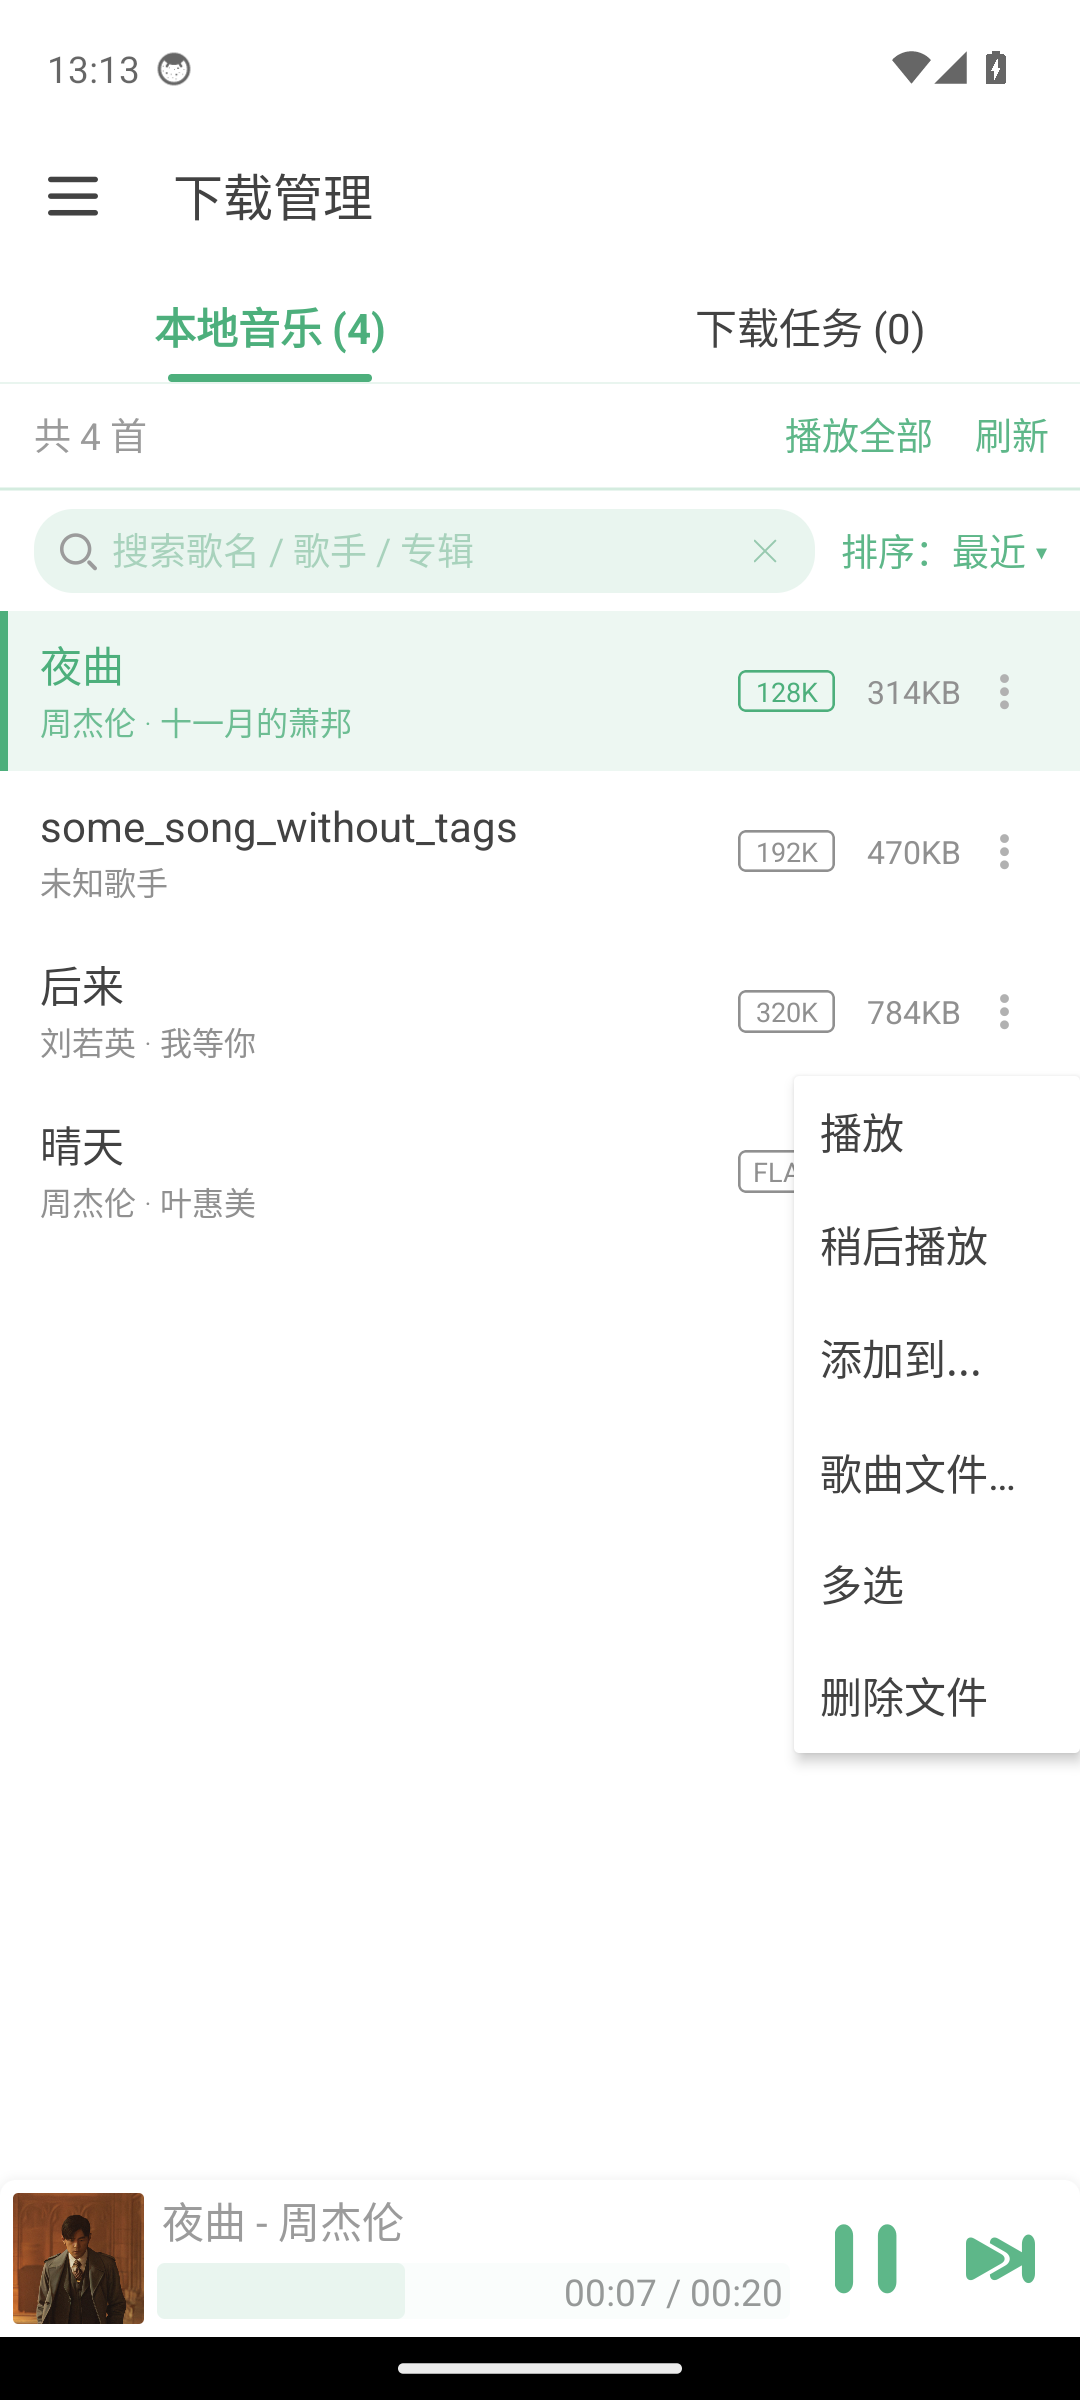 13:13
下载管理
本地音乐 (4)
下载任务 (0)
共 4 首
播放全部
刷新
搜索歌名 / 歌手 / 专辑
排序：最近 ▾
夜曲
周杰伦 · 十一月的萧邦
128K
314KB
some_song_without_tags
未知歌手
192K
470KB
后来
刘若英 · 我等你
320K
784KB
晴天
周杰伦 · 叶惠美
播放
稍后播放
添加到...
歌曲文件...
多选
删除文件
夜曲 - 周杰伦
00:07 / 00:20